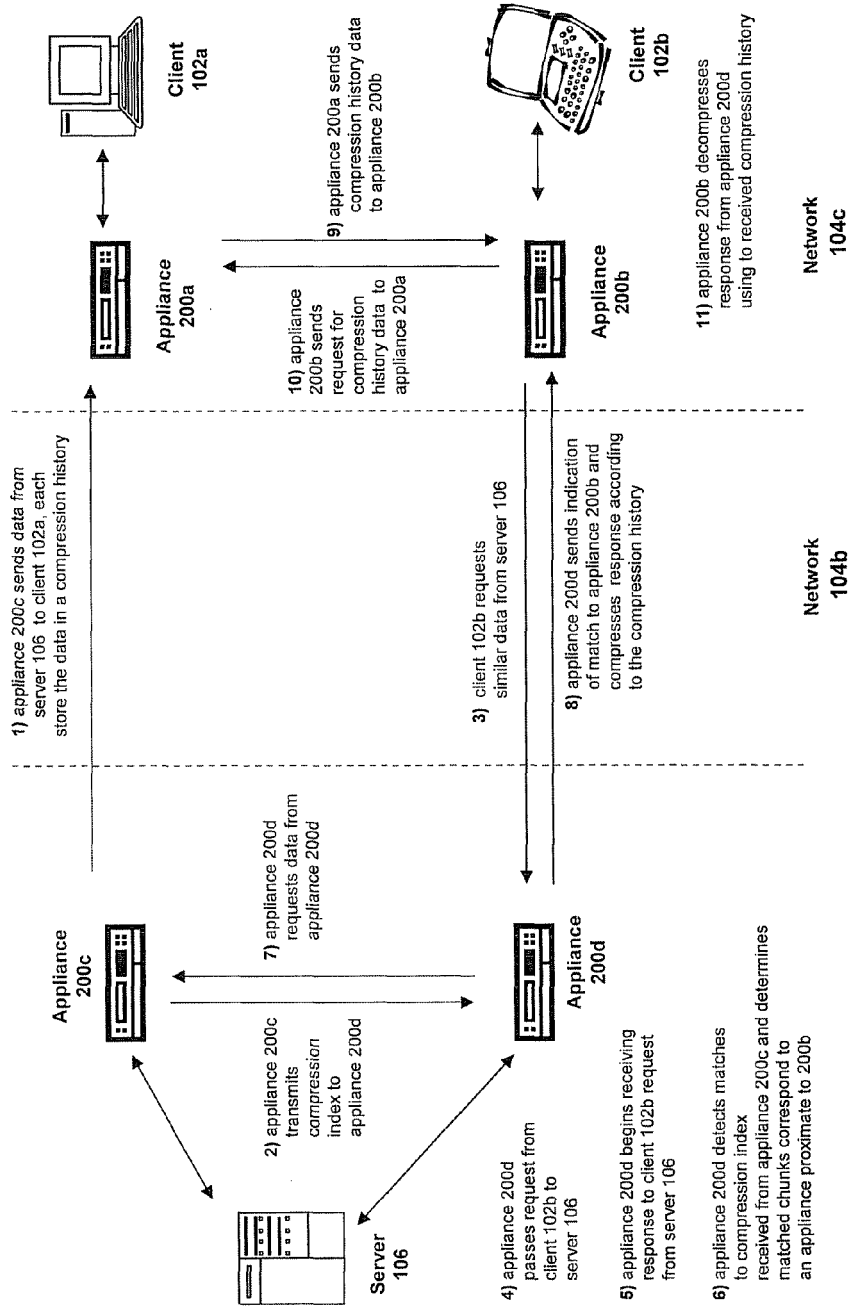 1) appliance 200c sends data from
server 106 to client 102a, each
store the data in a compression history
Appliance
200c
Appliance
200a
Client
102a
2) appliance 200c
transmits
compression
index to
appliance 200d
7) appliance 200d
requests data from
appliance 200d
10) appliance
200b sends
request for
compression
history data to
appliance 200a
9) appliance 200a sends
compression history data
to appliance 200b
Server
106
3) client 102b requests
similar data from server 106
Appliance
200d
Appliance
200b
Client
102b
4) appliance 200d
passes request from
client 102b to
server 106
8) appliance 200d sends indication
of match to appliance 200b and
compresses response according
to the compression history
5) appliance 200d begins receiving
response to client 102b request
from server 106
6) appliance 200d detects matches
to compression index
received from appliance 200c and determines
matched chunks correspond to
an appliance proximate to 200b
11) appliance 200b decompresses
response from appliance 200d
using to received compression history
Network
104b
Network
104c